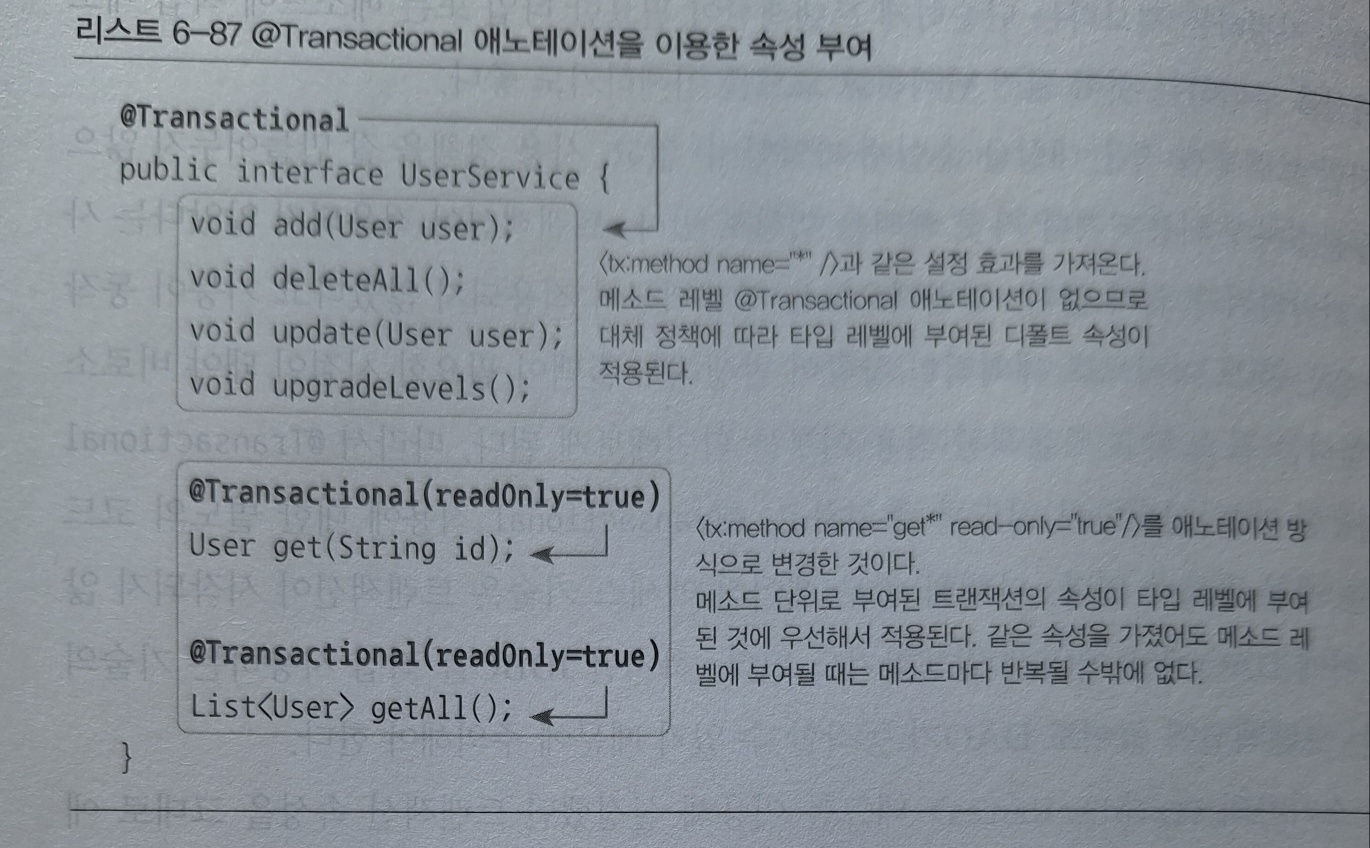 리스트 6-87 @Transactional 애노테이션을 이용한 속성 부여
@Transactional
public interface UserService {
void add(User user);
void deleteAll();
void update(User user);
void upgradeLevels();
<tx:method name="*" />과 같은 설정 효과를 가져온다.
메소드 레벨 @Transactional 애노테이션이 없으므로
대체 정책에 따라 타입 레벨에 부여된 디폴트 속성이
적용된다.
@Transactional(readOnly=true)
User get(String id);
@Transactional(readOnly=true)
List<User> getAll();
<tx:method name="get*" read-only="true"/>를 애노테이션 방
식으로 변경한 것이다.
메소드 단위로 부여된 트랜잭션의 속성이 타입 레벨에 부여
된 것에 우선해서 적용된다. 같은 속성을 가졌어도 메소드 레
벨에 부여될 때는 메소드마다 반복될 수밖에 없다.
}